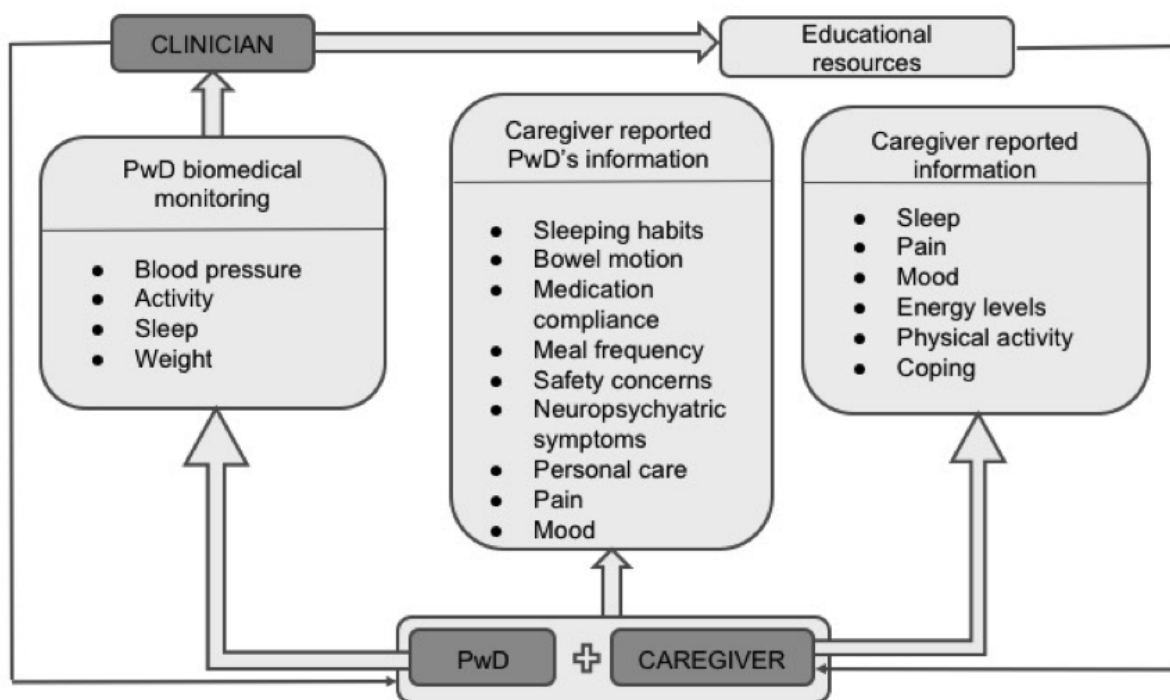 CLINICIAN
Educational
resources
PwD biomedical
monitoring
Blood pressure
Activity
Sleep
Weight
Caregiver reported
PwD's information
Sleeping habits
Bowel motion
Medication
compliance
Meal frequency
Safety concerns
Neuropsychyatric
symptoms
Personal care
Pain
Mood
Caregiver reported
information
Sleep
Pain
Mood
Energy levels
Physical activity
Coping
PwD
CAREGIVER